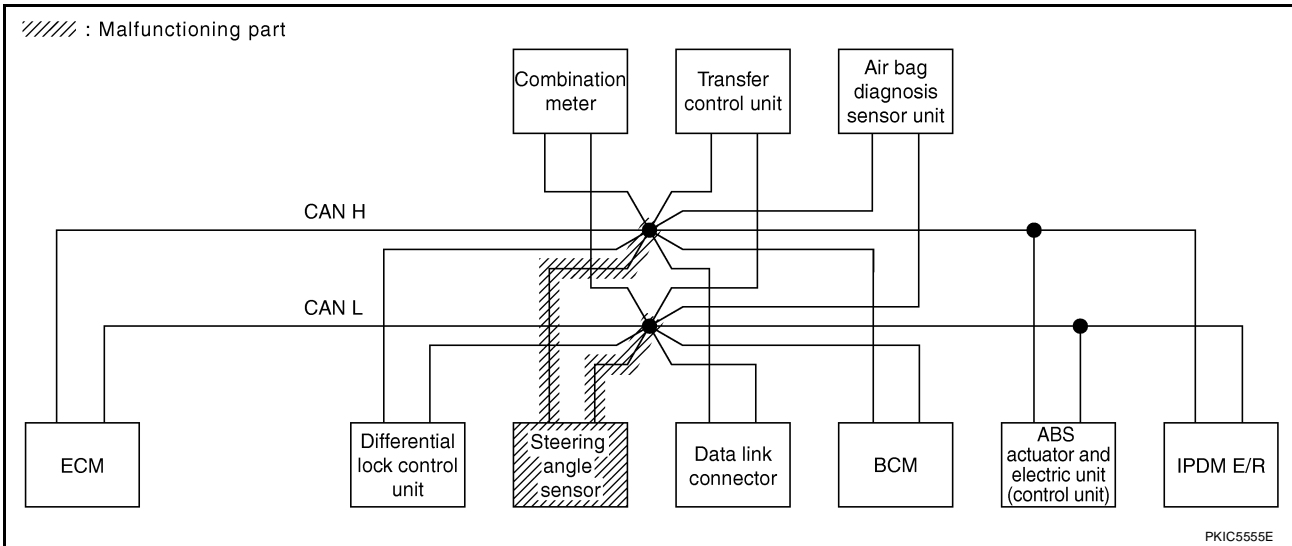 : Malfunctioning part
Combination
meter
Transfer
control unit
Air bag
diagnosis
sensor unit
CAN H
CAN L
ECM
Differential
lock control
unit
Steering
angle
sensor
Data link
connector
BCM
ABS
actuator and
electric unit
(control unit)
IPDM E/R
PKIC5555E